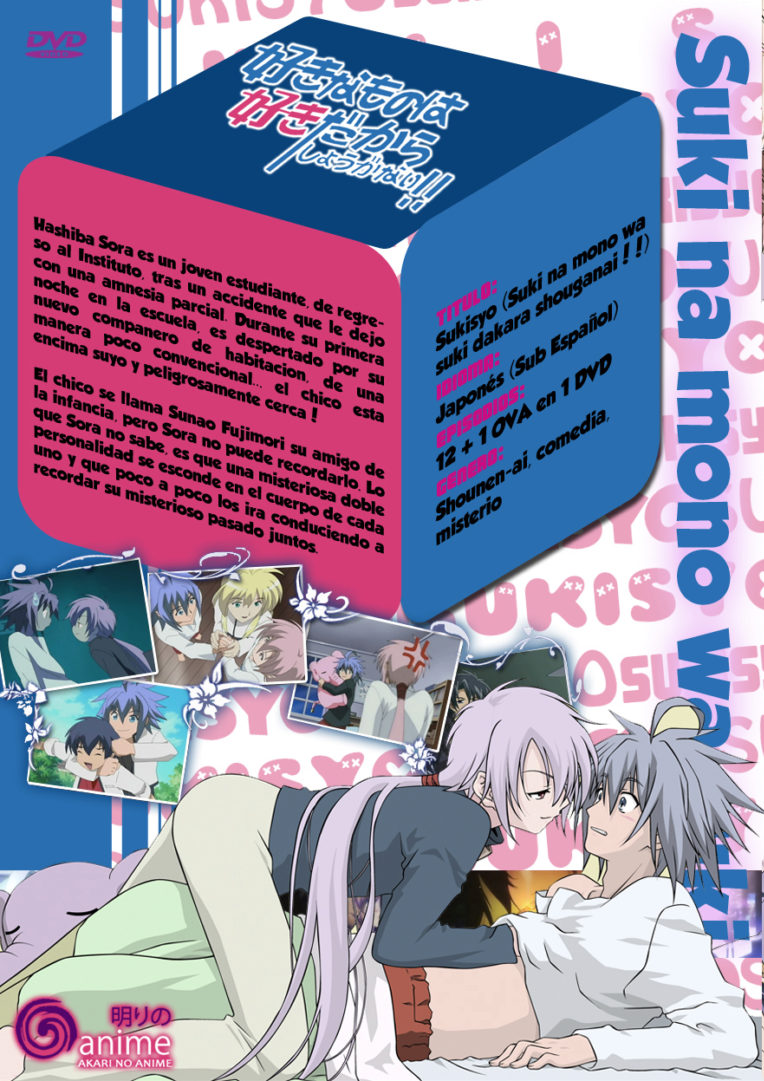 DVD
VIDEO
好きなものは
好きだから
しょうがない!!
Hashiba Sora es un joven estudiante, de regre-
so al Instituto, tras un accidente que le dejo
con una amnesia parcial. Durante su primera
noche en la escuela, es despertado por su
nuevo companero de habitacion, de una
manera poco convencional... el chico esta
encima suyo y peligrosamente cerca!
El chico se llama Sunao Fujimori su amigo de
la infancia, pero Sora no puede recordarlo. Lo
que Sora no sabe, es que una misteriosa doble
personalidad se esconde en el cuerpo de cada
uno y que poco a poco los ira conduciendo a
recordar su misterioso pasado juntos.
TITULO:
Sukisyo (Suki na mono wa
suki dakara shouganai!!)
IDIOMA:
Japonés (Sub Español)
EPISODIOS:
12 + 1 OVA en 1 DVD
GENERO:
Shounen-ai, comedia,
misterio
Suki na mono wa
SUKISYO
明りの
anime
AKARI NO ANIME